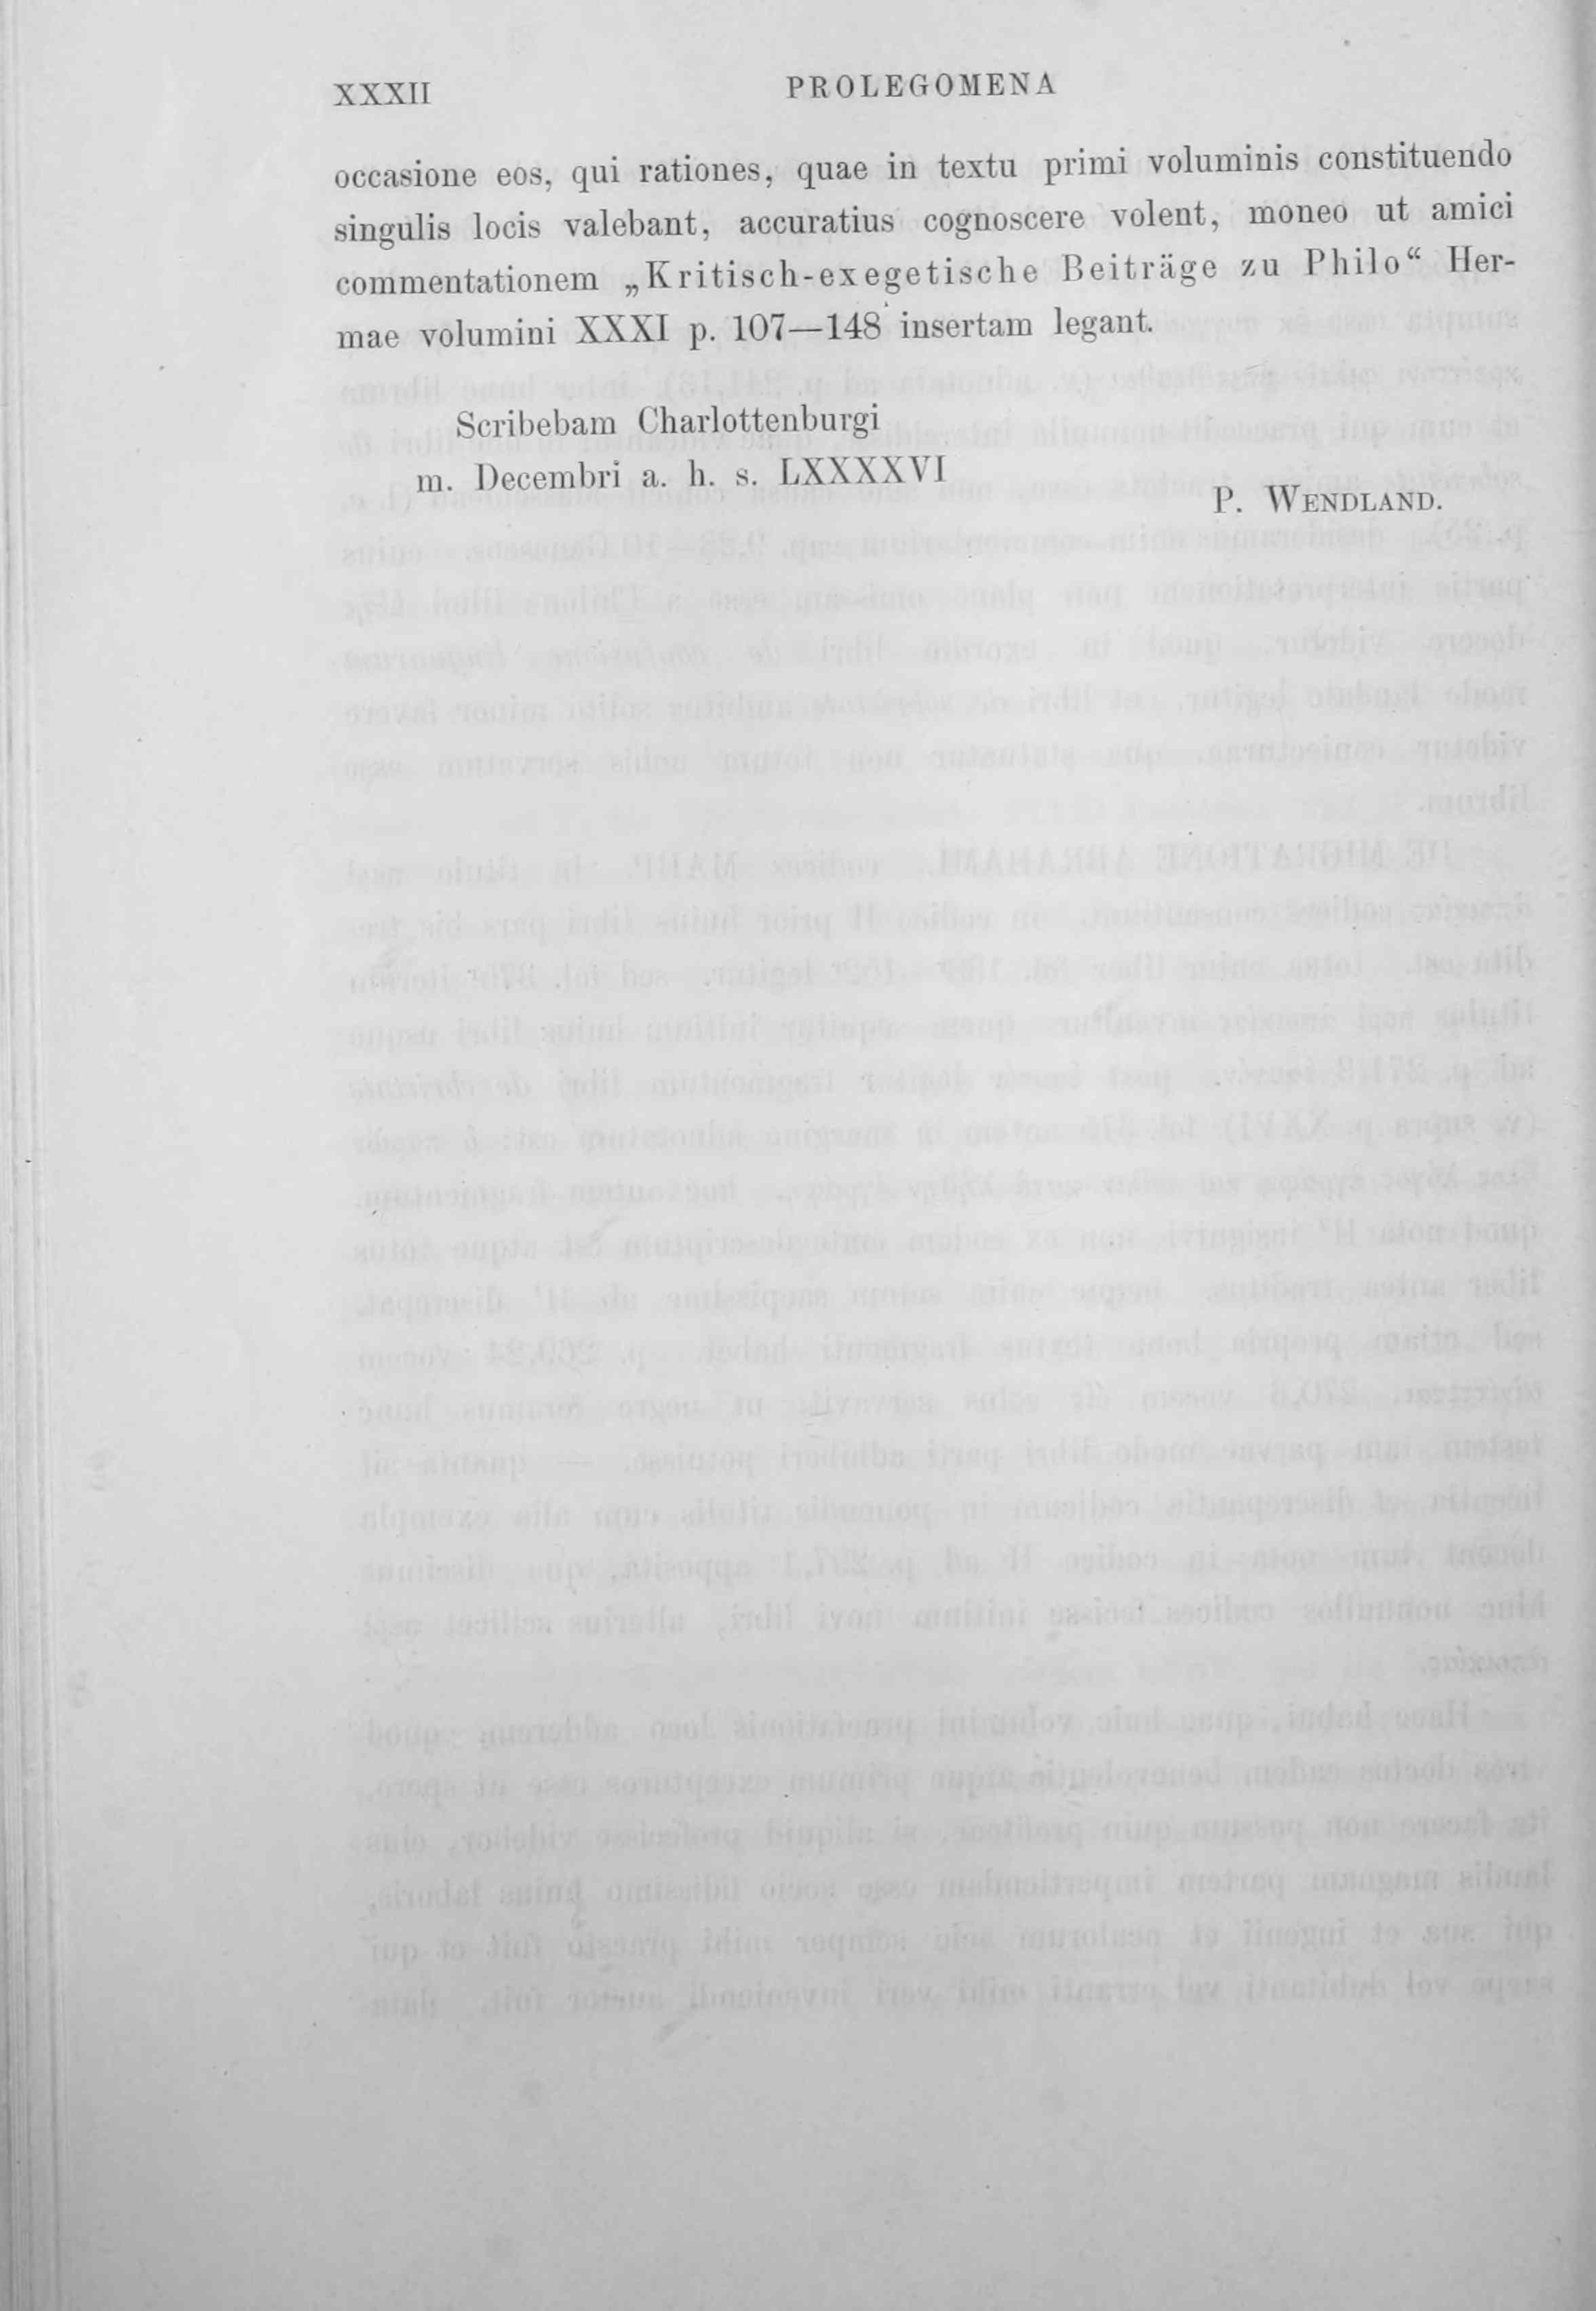 XXXII
PROLEGOMENA
occasione eos, qui rationes, quae in textu primi voluminis constituendo
singulis locis valebant, accuratius cognoscere volent, moneo ut amici
commentationem „Kritisch-exegetische Beiträge zu Philo“ Her-
mae volumini XXXI p. 107—148 insertam legant.
Scribebam Charlottenburgi
m. Decembri a. h. s. LXXXXVI
P. WENDLAND.